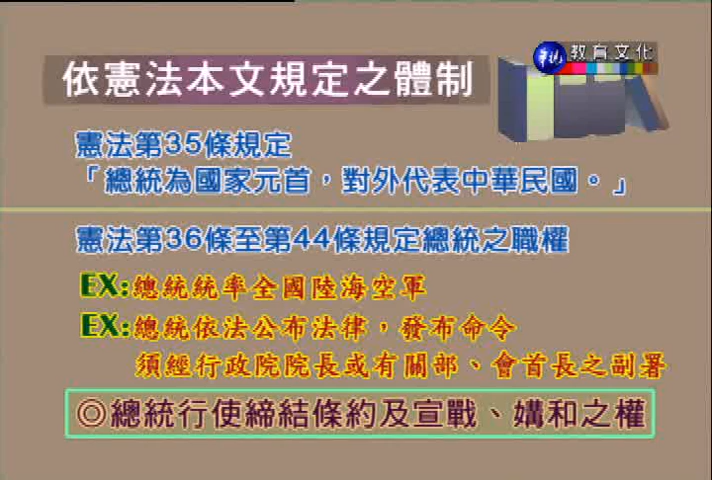 華視 教育文化
依憲法本文規定之體制
憲法第35條規定
「總統為國家元首,對外代表中華民國。」
憲法第36條至第44條規定總統之職權
EX:總統統率全國陸海空軍
EX:總統依法公布法律,發布命令
須經行政院院長或有關部、會首長之副署
◎總統行使締結條約及宣戰、媾和之權